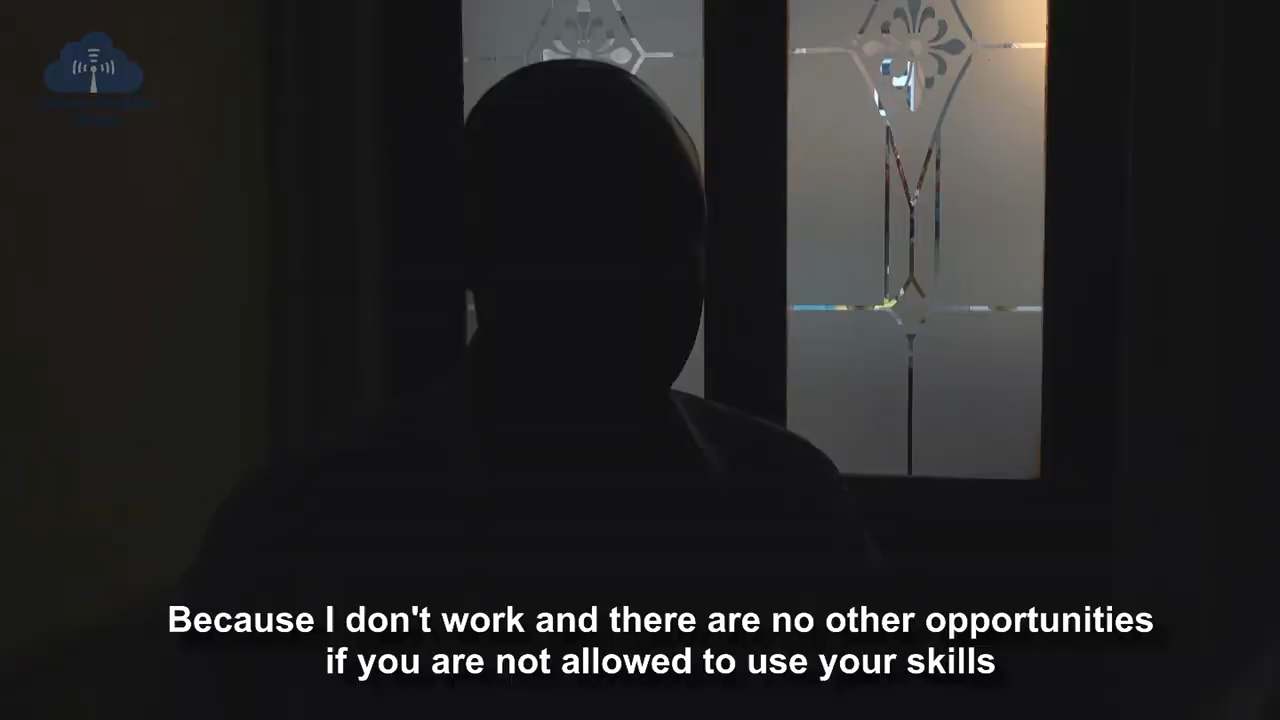 Because I don't work and there are no other opportunities
if you are not allowed to use your skills